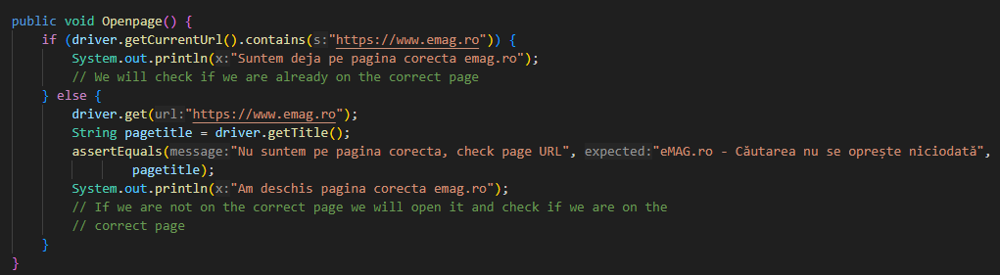 public void Openpage() {
if (driver.getCurrentUrl().contains(s:"https://www.emag.ro")) {
System.out.println(x:"Suntem deja pe pagina corecta emag.ro");
// We will check if we are already on the correct page
} else {
driver.get(url:"https://www.emag.ro");
String pagetitle = driver.getTitle();
assertEquals(message:"Nu suntem pe pagina corecta, check page URL", expected:"eMAG.ro - Căutarea nu se oprește niciodată",
pagetitle);
System.out.println(x:"Am deschis pagina corecta emag.ro");
// If we are not on the correct page we will open it and check if we are on the
// correct page
}
}